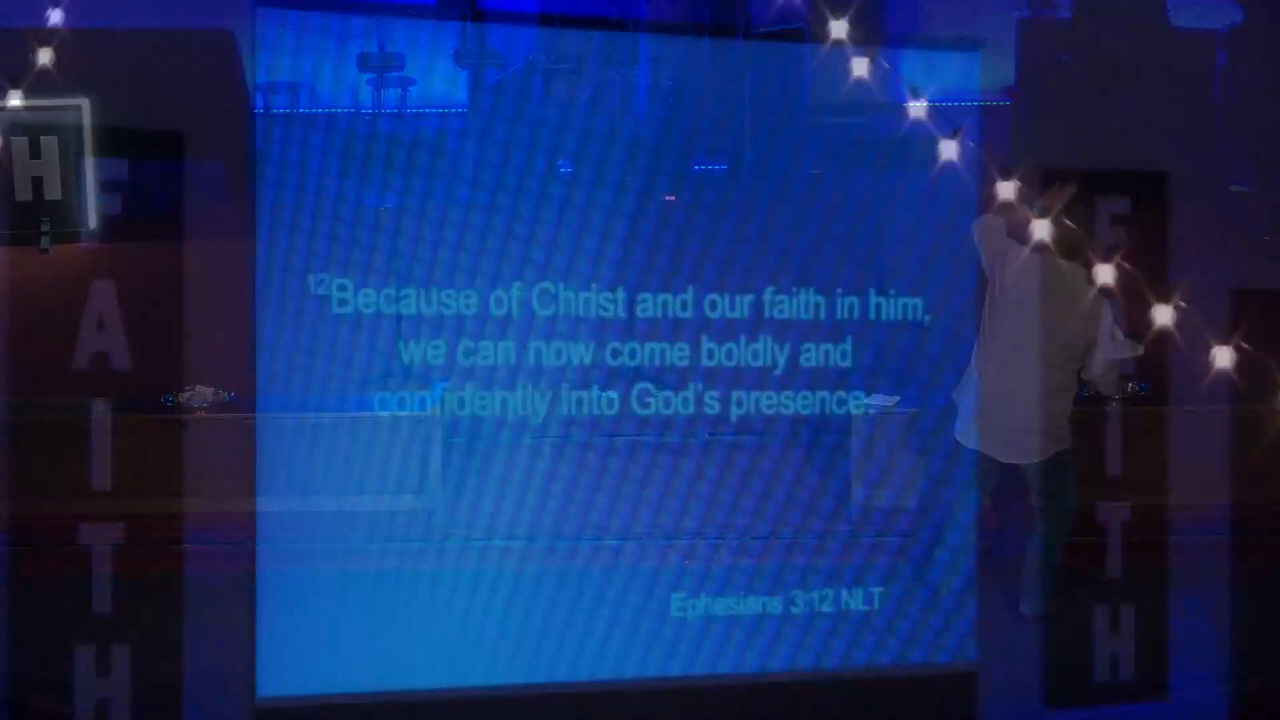 H
FAITH
¹²Because of Christ and our faith in him,
we can now come boldly and
confidently into God's presence.
Ephesians 3:12 NLT
FAITH